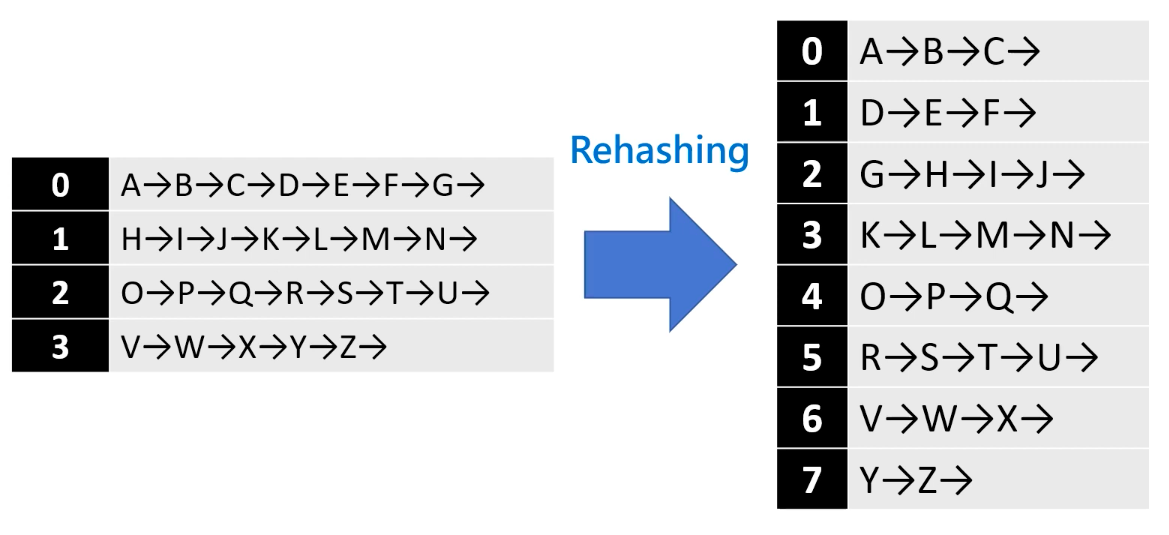 0 A→B→C→D→E→F→G→
1 H→I→J→K→L→M→N→
2 O→P→Q→R→S→T→U→
3 V→W→X→Y→Z→
Rehashing
0 A→B→C→
1 D→E→F→
2 G→H→I→J→
3 K→L→M→N→
4 O→P→Q→
5 R→S→T→U→
6 V→W→X→
7 Y→Z→